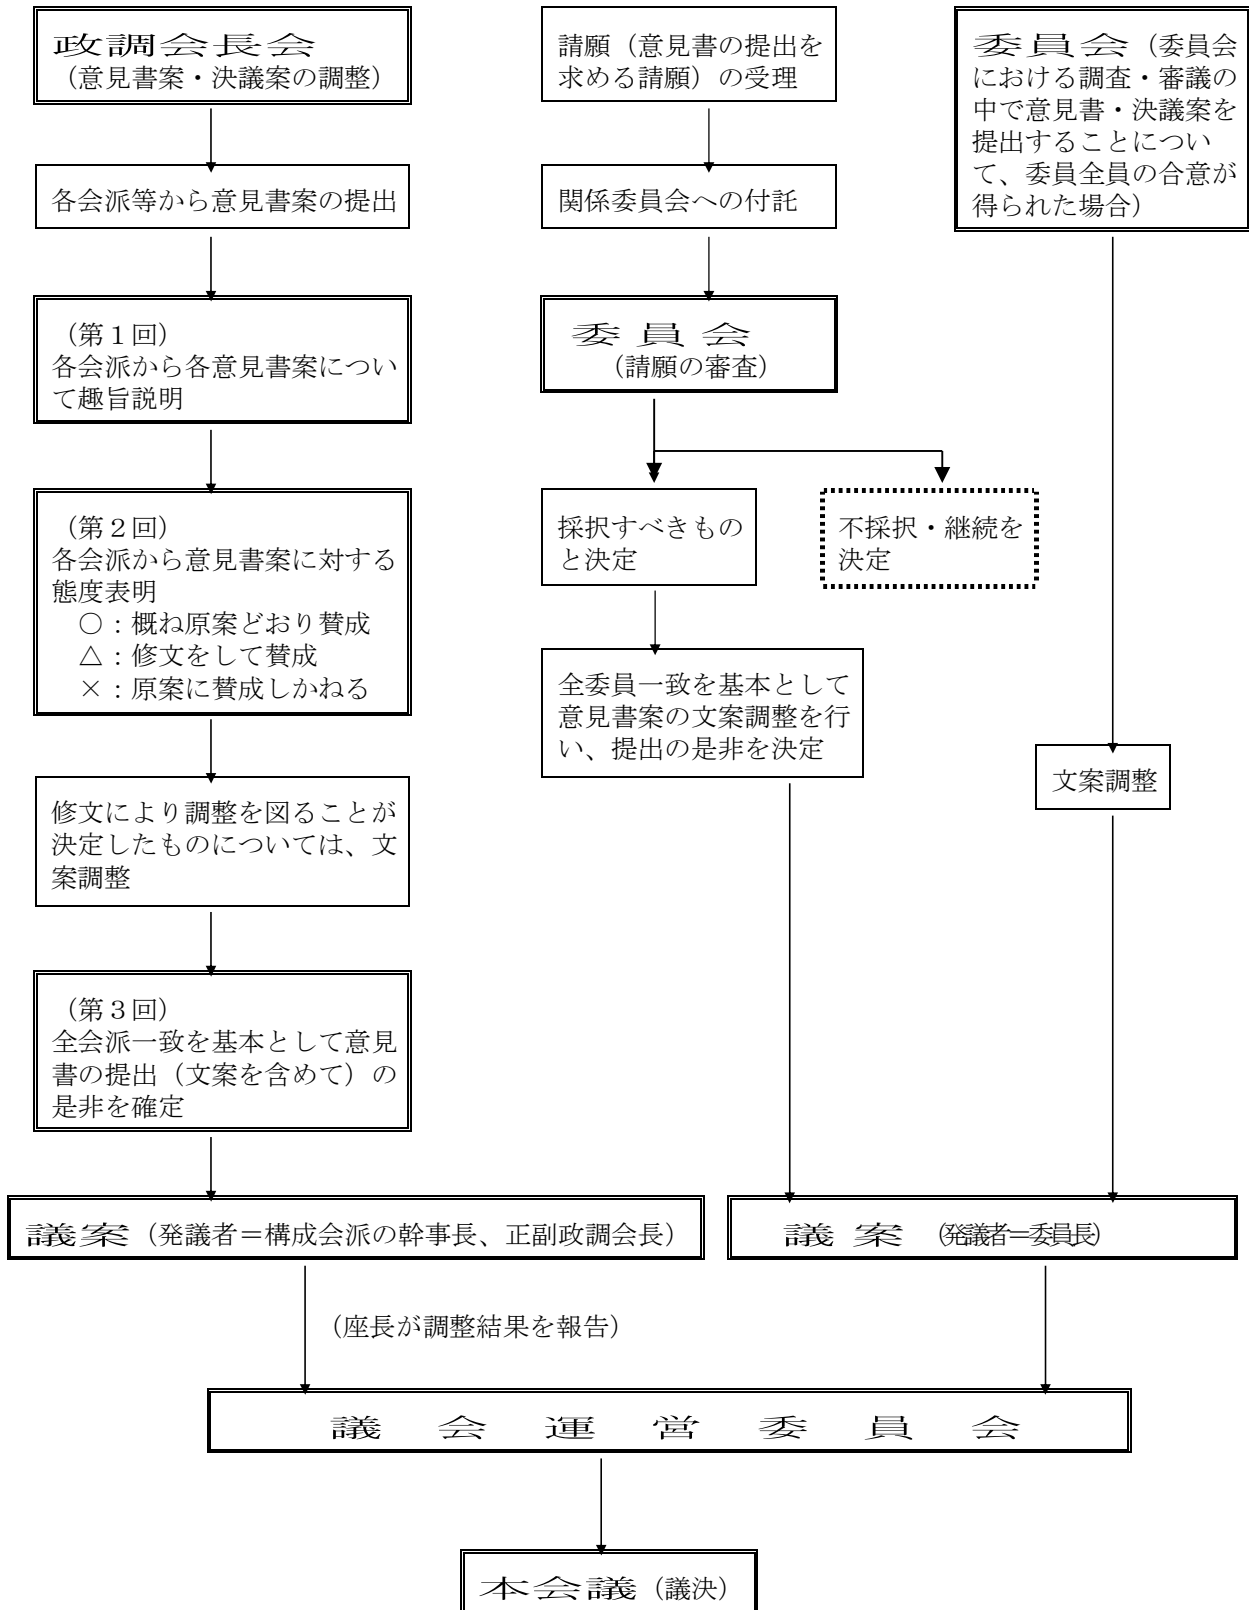 政調会長会
（意見書案・決議案の調整）
各会派等から意見書案の提出
（第１回）
各会派から各意見書案につい
て趣旨説明
（第２回）
各会派から意見書案に対する
態度表明
○：概ね原案どおり賛成
△：修文をして賛成
×：原案に賛成しかねる
修文により調整を図ることが
決定したものについては、文
案調整
（第３回）
全会派一致を基本として意見
書の提出（文案を含めて）の
是非を確定
議案（発議者＝構成会派の幹事長、正副政調会長）
（座長が調整結果を報告）
請願（意見書の提出を
求める請願）の受理
関係委員会への付託
委員会
（請願の審査）
採択すべきもの
と決定
不採択・継続を
決定
全委員一致を基本として
意見書案の文案調整を行
い、提出の是非を決定
委員会（委員会
における調査・審議の
中で意見書・決議案を
提出することについ
て、委員全員の合意が
得られた場合）
文案調整
議案（発議者＝委員長）
議会運営委員会
本会議（議決）